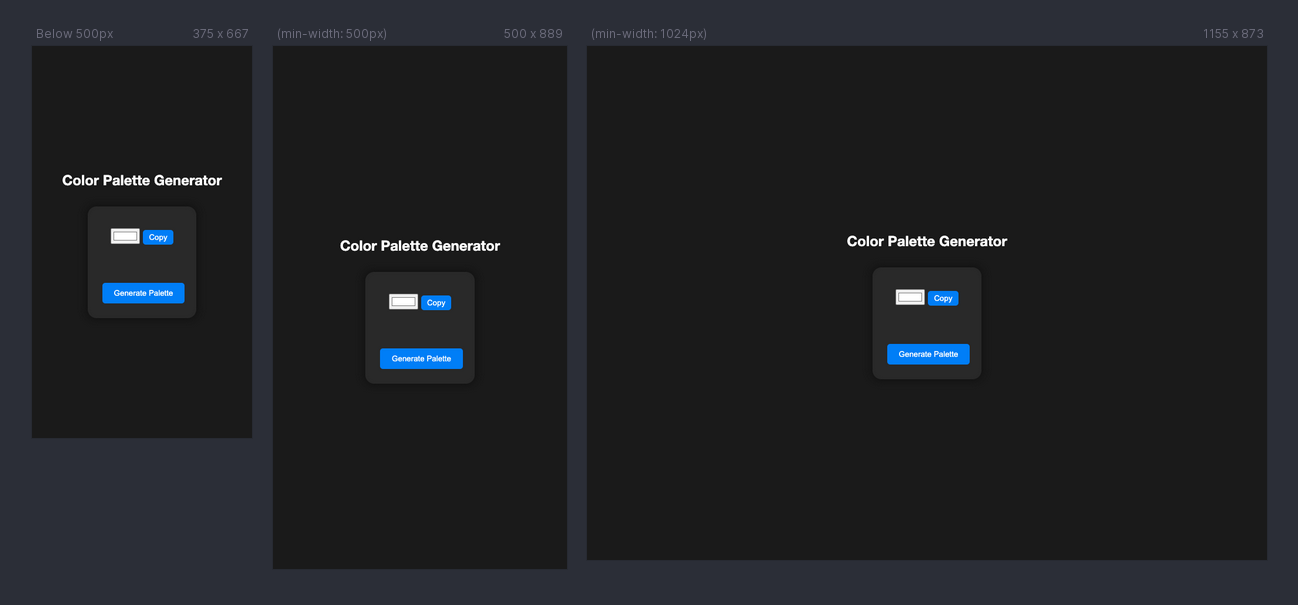 Below 500px
375 x 667
Color Palette Generator
Copy
Generate Palette
(min-width: 500px)
500 x 889
Color Palette Generator
Copy
Generate Palette
(min-width: 1024px)
1155 x 873
Color Palette Generator
Copy
Generate Palette